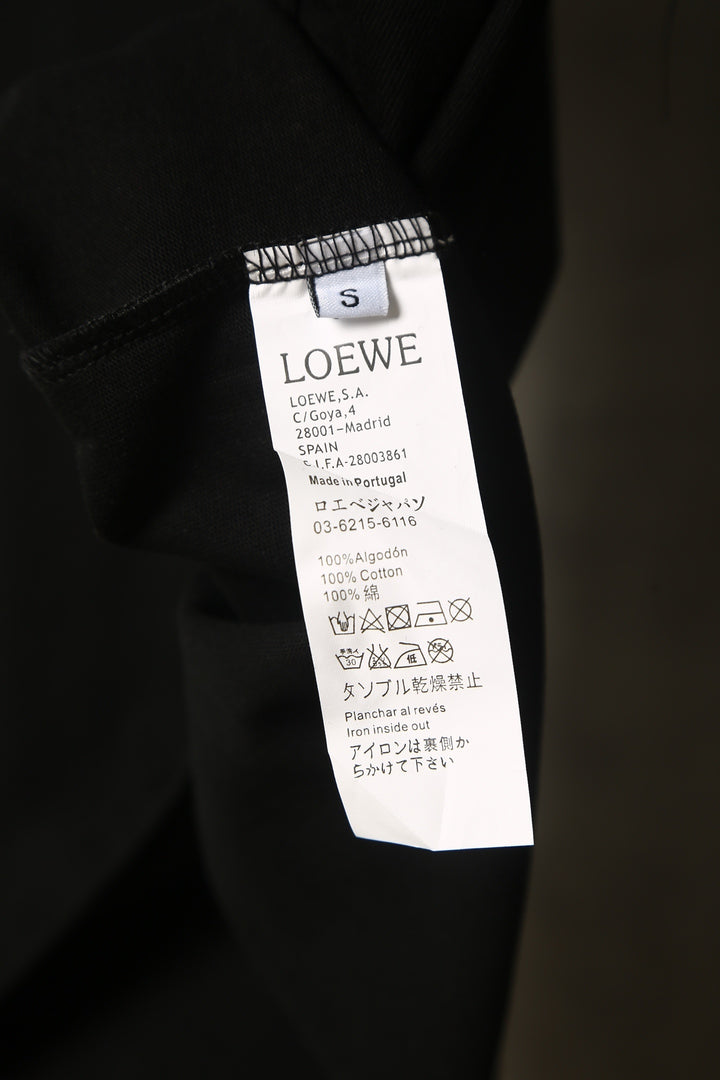 S
LOEWE
LOEWE,S.A.
C/Goya,4
28001-Madrid
SPAIN
C.I.F.A-28003861
Made in Portugal
ロエベジャパソ
03-6215-6116
100%Algodón
100% Cotton
100% 綿
30
低
タソブル乾燥禁止
Planchar al revés
Iron inside out
アイロンは裏側か
らかけて下さい